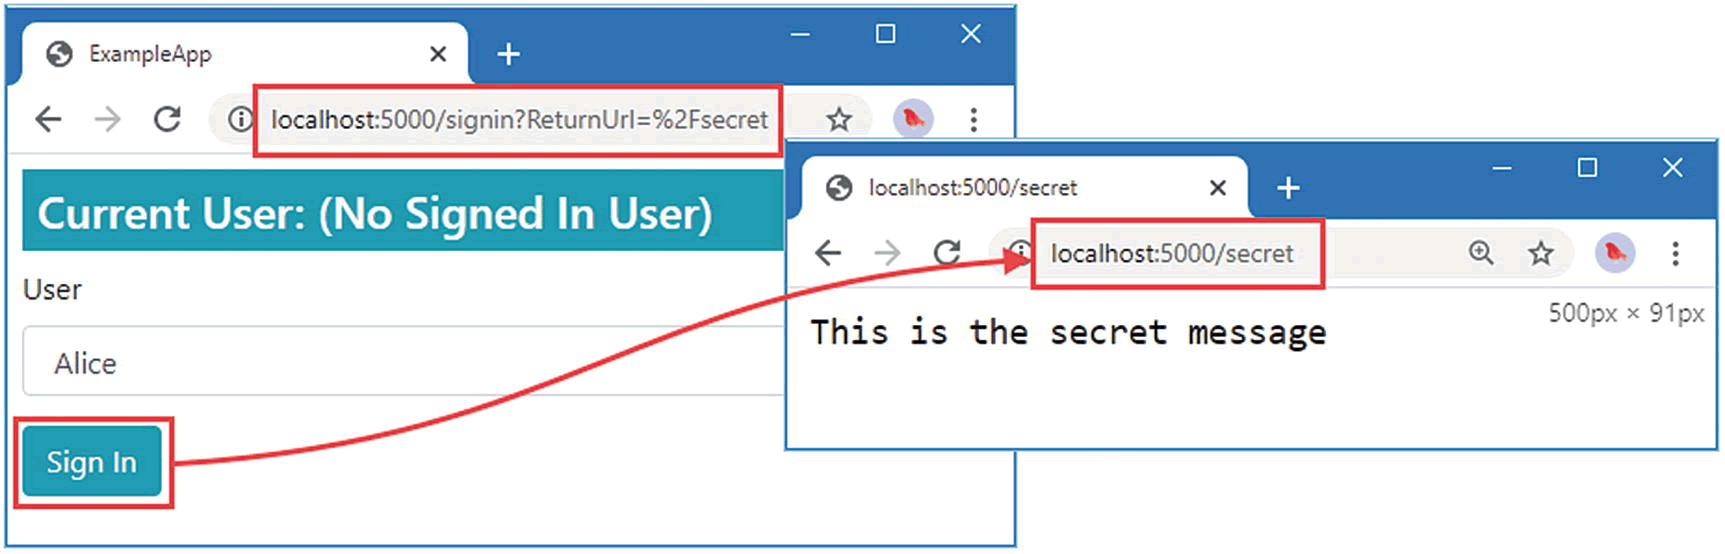 ExampleApp
localhost:5000/signin?ReturnUrl=%2Fsecret
Current User: (No Signed In User)
User
Alice
Sign In
localhost:5000/secret
localhost:5000/secret
500px × 91px
This is the secret message